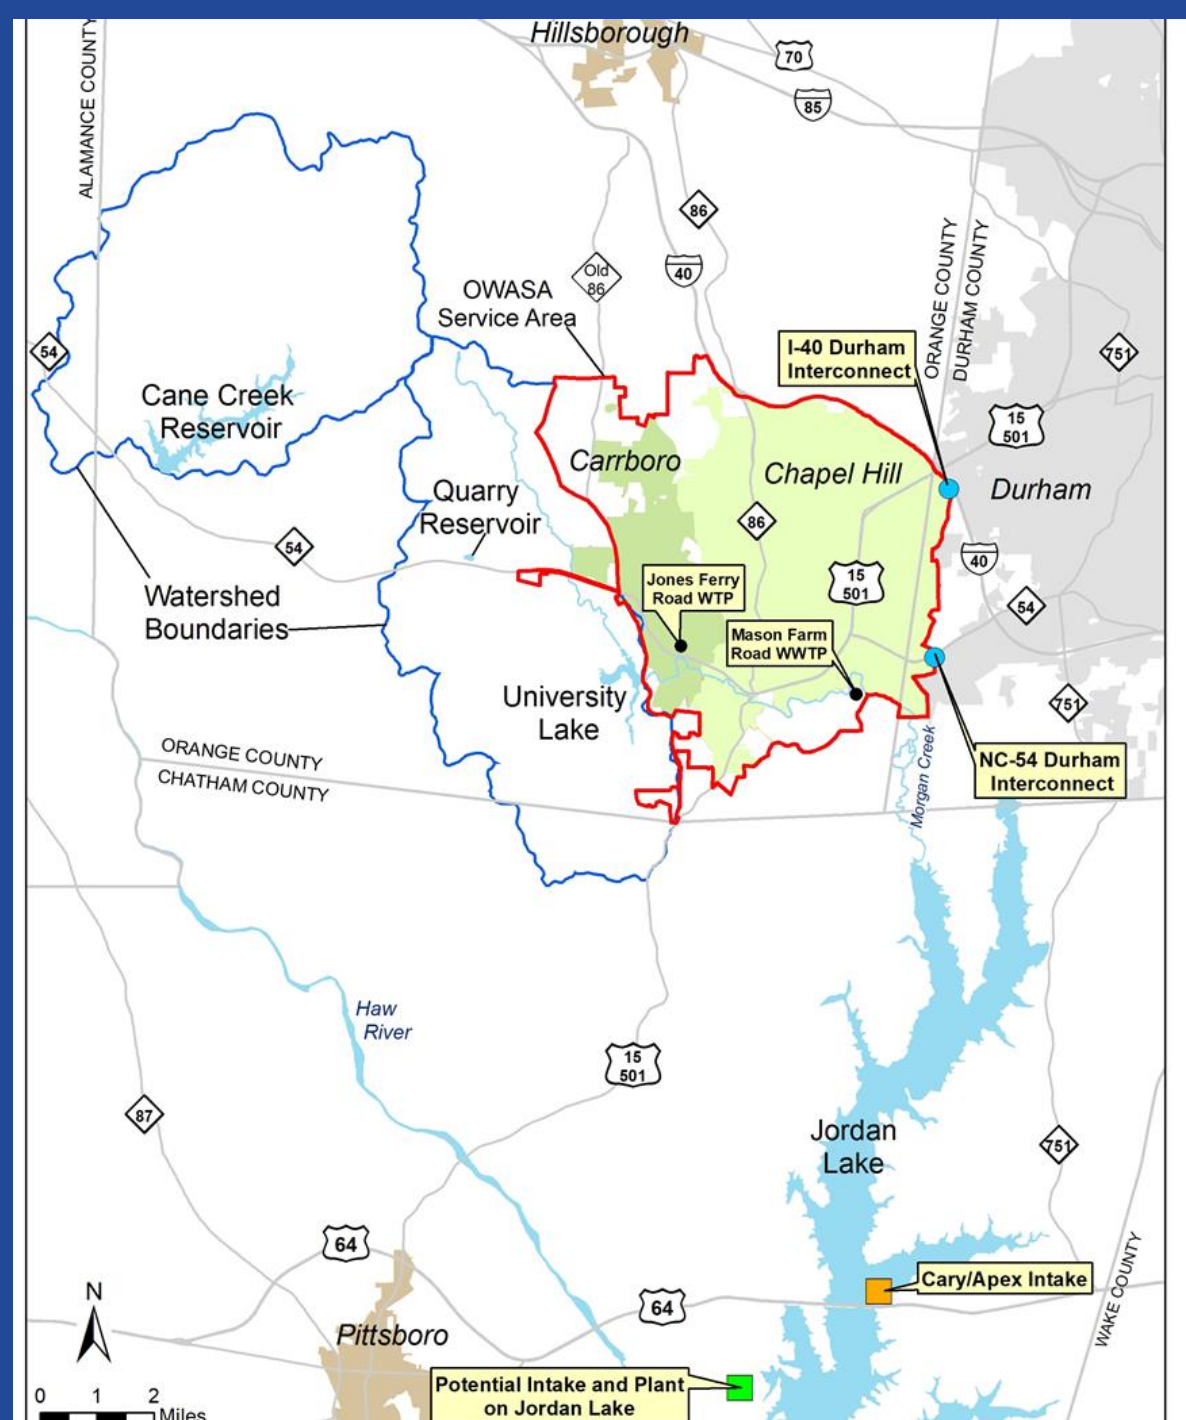 Hillsborough
70
85
ALAMANCE COUNTY
86
Old
86
40
ORANGE COUNTY
DURHAM COUNTY
OWASA
Service Area
54
I-40 Durham
Interconnect
751
Cane Creek
Reservoir
15
501
Carrboro
Chapel Hill
Durham
Quarry
Reservoir
86
54
40
Jones Ferry
Road WTP
15
501
54
Watershed
Boundaries
Mason Farm
Road WWTP
University
Lake
751
ORANGE COUNTY
CHATHAM COUNTY
Morgan Creek
NC-54 Durham
Interconnect
Haw
River
15
501
87
Jordan
Lake
751
64
Cary/Apex Intake
WAKE COUNTY
N
64
Pittsboro
Potential Intake and Plant
on Jordan Lake
0 1 2
Miles